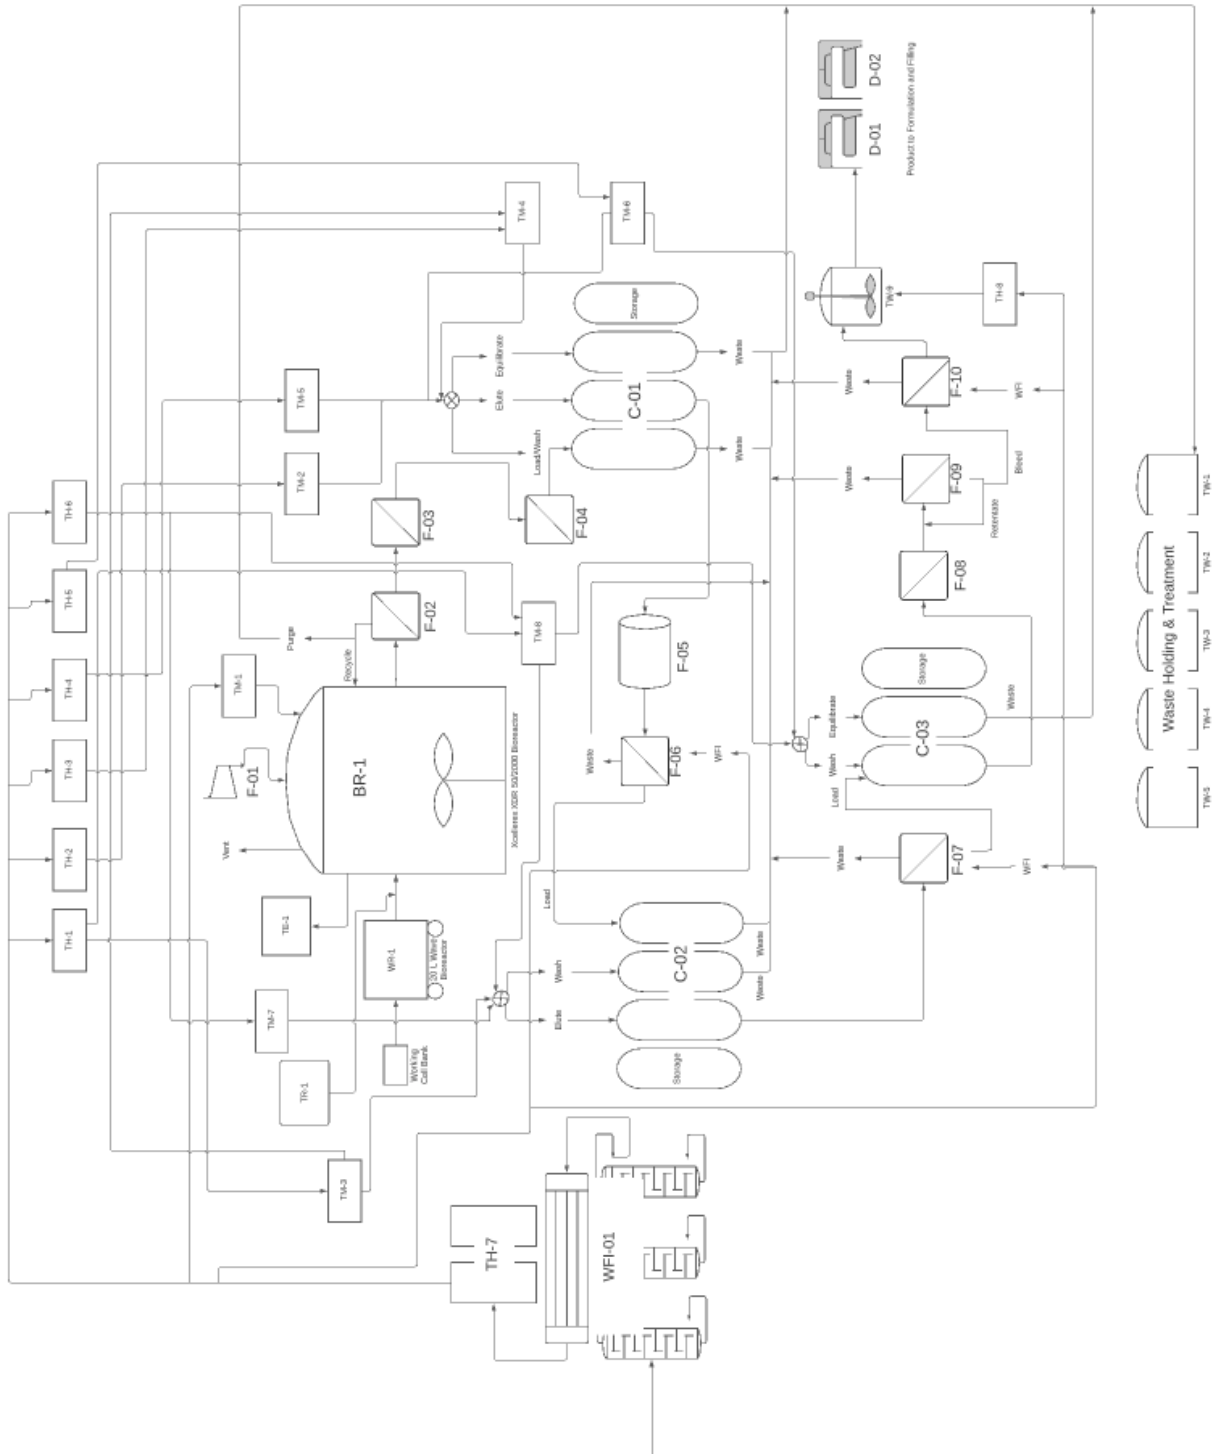 TH-1
TH-2
TH-3
TH-4
TH-5
TH-6
TM-3
TR-1
TM-7
TE-1
Vent
F-01
TM-1
Purge
Recycle
TM-2
TM-5
Working
Cell Bank
WR-1
20 L Wave
Bioreactor
BR-1
Xcellerex XDR 50/2000 Bioreactor
F-02
F-03
F-04
TM-8
TM-4
TM-6
Equilibrate
Elute
Load/Wash
C-01
Storage
Waste
Waste
TH-7
WFI-01
Elute
Wash
Load
Storage
C-02
Waste
Waste
F-05
F-06
Waste
WFI
F-07
Waste
WFI
Load
Wash
Equilibrate
C-03
Storage
Waste
F-08
F-09
Waste
Retentate
Bleed
F-10
Waste
WFI
TW-9
TH-8
D-01
D-02
Product to Formulation and Filling
Waste Holding & Treatment
TW-5
TW-4
TW-3
TW-2
TW-1